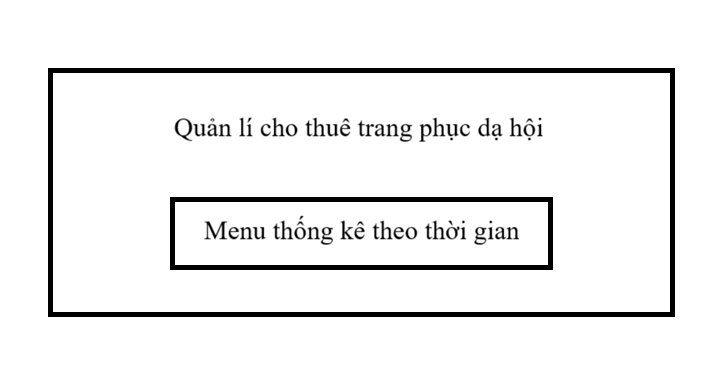 Quản lí cho thuê trang phục dạ hội
Menu thống kê theo thời gian